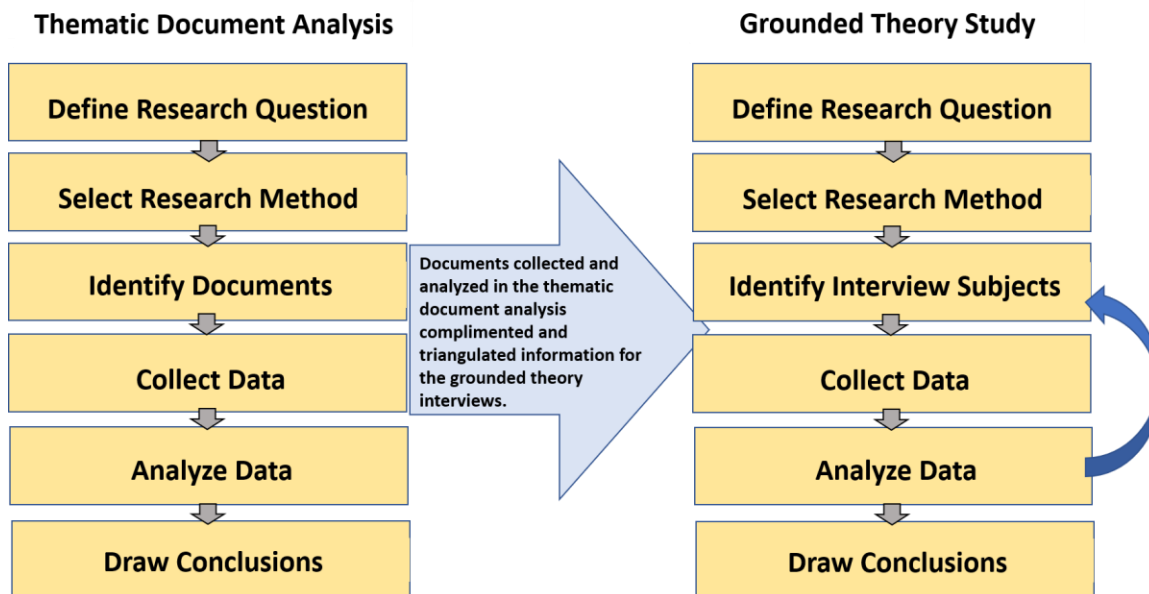 Thematic Document Analysis
Define Research Question
Select Research Method
Identify Documents
Collect Data
Analyze Data
Draw Conclusions
Documents collected and
analyzed in the thematic
document analysis
complimented and
triangulated information for
the grounded theory
interviews.
Grounded Theory Study
Define Research Question
Select Research Method
Identify Interview Subjects
Collect Data
Analyze Data
Draw Conclusions